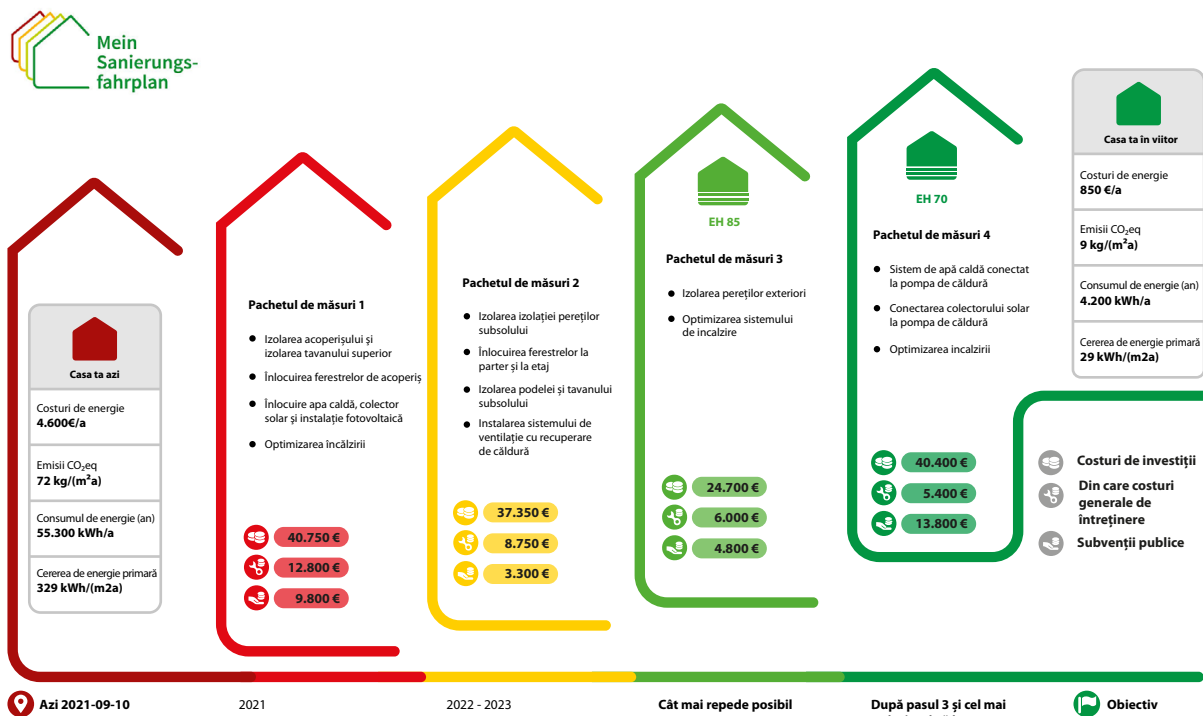 Mein
Sanierungs-
fahrplan
Casa ta azi
Costuri de energie
4.600€/a
Emisii CO₂eq
72 kg/(m²a)
Consumul de energie (an)
55.300 kWh/a
Cererea de energie primară
329 kWh/(m2a)
Pachetul de măsuri 1
• Izolarea acoperișului și
izolarea tavanului superior
• Înlocuirea ferestrelor de acoperiș
• Înlocuire apa caldă, colector
solar și instalație fotovoltaică
• Optimizarea încălzirii
40.750 €
12.800 €
9.800 €
Pachetul de măsuri 2
• Izolarea izolației pereților
subsolului
• Înlocuirea ferestrelor la
parter și la etaj
• Izolarea podelei și tavanului
subsolului
• Instalarea sistemului de
ventilație cu recuperare
de căldură
37.350 €
8.750 €
3.300 €
EH 85
Pachetul de măsuri 3
• Izolarea pereților exteriori
• Optimizarea sistemului
de incalzire
24.700 €
6.000 €
4.800 €
EH 70
Pachetul de măsuri 4
• Sistem de apă caldă conectat
la pompa de căldură
• Conectarea colectorului solar
la pompa de căldură
• Optimizarea incalzirii
40.400 €
5.400 €
13.800 €
Casa ta în viitor
Costuri de energie
850 €/a
Emisii CO₂eq
9 kg/(m²a)
Consumul de energie (an)
4.200 kWh/a
Cererea de energie primară
29 kWh/(m2a)
Costuri de investiții
Din care costuri
generale de
întreținere
Subvenții publice
Azi 2021-09-10
2021
2022 - 2023
Cât mai repede posibil
După pasul 3 și cel mai
Obiectiv